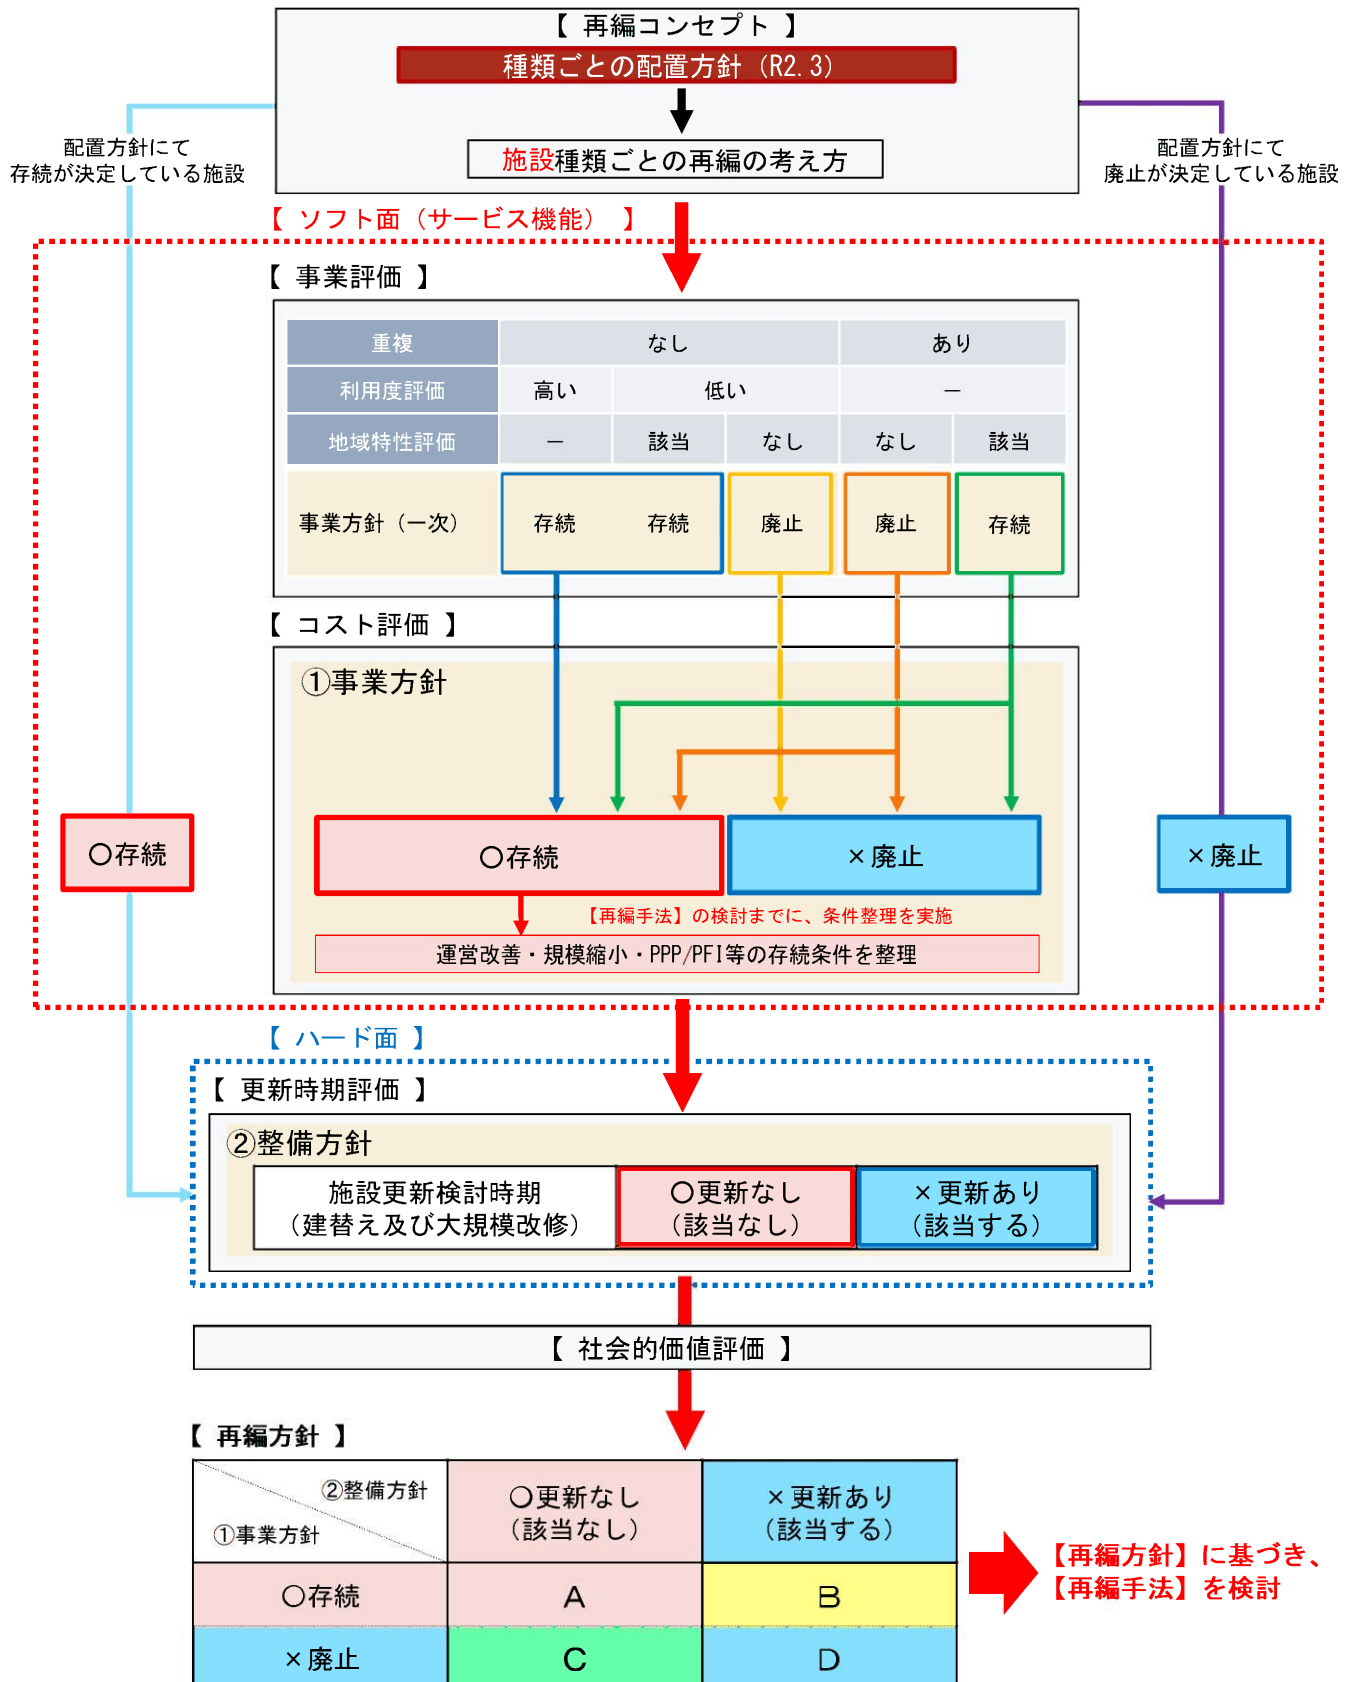 【 再編コンセプト 】
種類ごとの配置方針（R2.3）
施設種類ごとの再編の考え方
配置方針にて
存続が決定している施設
配置方針にて
廃止が決定している施設
【 ソフト面（サービス機能） 】
【 事業評価 】
重複 なし あり
利用度評価 高い 低い －
地域特性評価 － 該当 なし なし 該当
事業方針（一次） 存続 存続 廃止 廃止 存続
【 コスト評価 】
①事業方針
〇存続
〇存続
×廃止
×廃止
【再編手法】の検討までに、条件整理を実施
運営改善・規模縮小・PPP/PFI等の存続条件を整理
【 ハード面 】
【 更新時期評価 】
②整備方針
施設更新検討時期
（建替え及び大規模改修）
〇更新なし
（該当なし）
×更新あり
（該当する）
【 社会的価値評価 】
【 再編方針 】
②整備方針
①事業方針
〇更新なし
（該当なし）
×更新あり
（該当する）
〇存続 A B
×廃止 C D
【再編方針】に基づき、
【再編手法】を検討